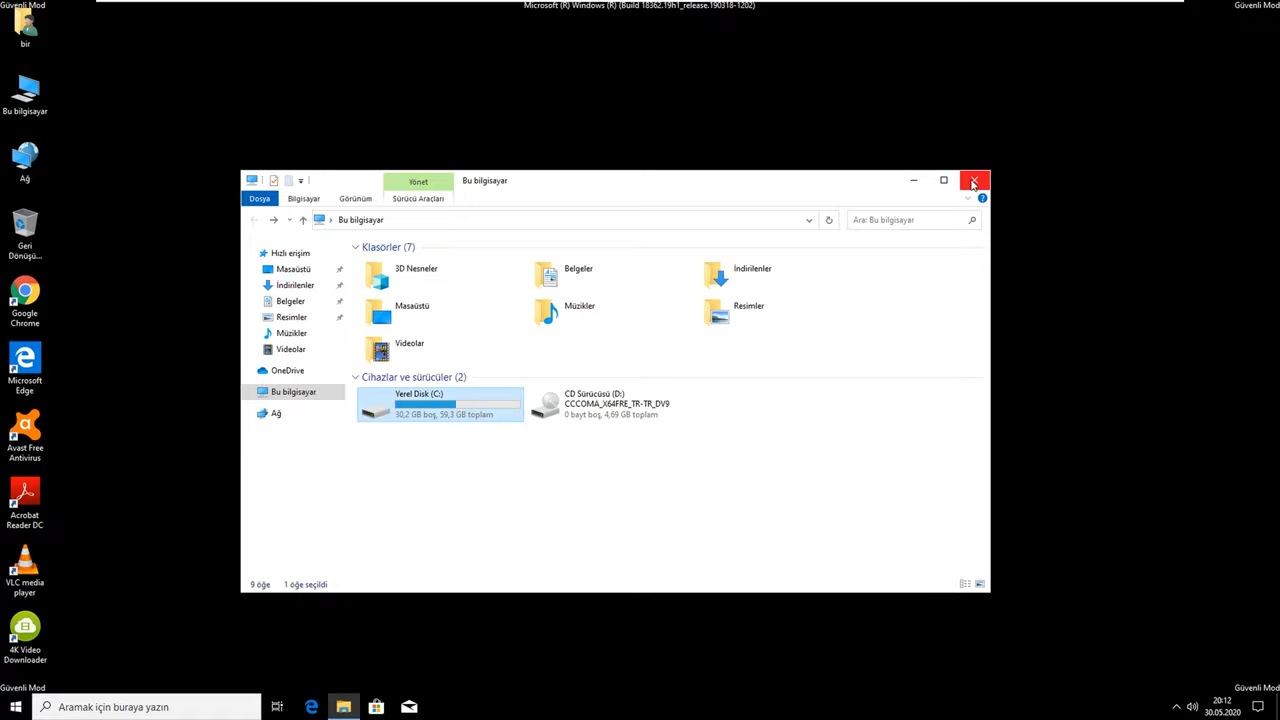 Güvenli Mod
Microsoft (R) Windows (R) (Build 18362.19h1_release.190318-1202)
Güvenli Mod
bir
Bu bilgisayar
Ağ
Geri
Dönüşü...
Google
Chrome
Microsoft
Edge
Avast Free
Antivirus
Acrobat
Reader DC
VLC media
player
4K Video
Downloader
Yönet
Bu bilgisayar
Dosya
Bilgisayar
Görünüm
Sürücü Araçları
Bu bilgisayar
Ara: Bu bilgisayar
Hızlı erişim
Masaüstü
İndirilenler
Belgeler
Resimler
Müzikler
Videolar
OneDrive
Bu bilgisayar
Ağ
Klasörler (7)
3D Nesneler
Belgeler
İndirilenler
Masaüstü
Müzikler
Resimler
Videolar
Cihazlar ve sürücüler (2)
Yerel Disk (C:)
30,2 GB boş, 59,3 GB toplam
CD Sürücüsü (D:)
CCCOMA_X64FRE_TR-TR_DV9
0 bayt boş, 4,69 GB toplam
9 öğe
1 öğe seçildi
Güvenli Mod
Güvenli Mod
Aramak için buraya yazın
20:12
30.05.2020